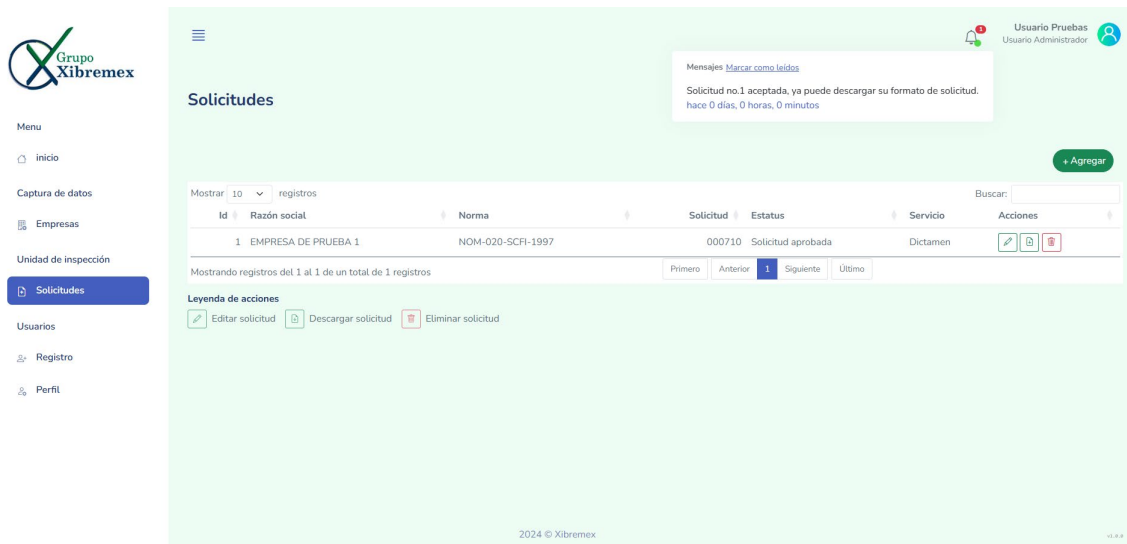 Grupo
Xibremex
Menu
inicio
Captura de datos
Empresas
Unidad de inspección
Solicitudes
Usuarios
Registro
Perfil
1
Usuario Pruebas
Usuario Administrador
Mensajes Marcar como leídos
Solicitud no.1 aceptada, ya puede descargar su formato de solicitud.
hace 0 días, 0 horas, 0 minutos
Solicitudes
+ Agregar
Mostrar 10 registros Buscar:
Id Razón social Norma Solicitud Estatus Servicio Acciones
1 EMPRESA DE PRUEBA 1 NOM-020-SCFI-1997 000710 Solicitud aprobada Dictamen
Mostrando registros del 1 al 1 de un total de 1 registros Primero Anterior 1 Siguiente Último
Leyenda de acciones
Editar solicitud Descargar solicitud Eliminar solicitud
2024 © Xibremex v1.0.0